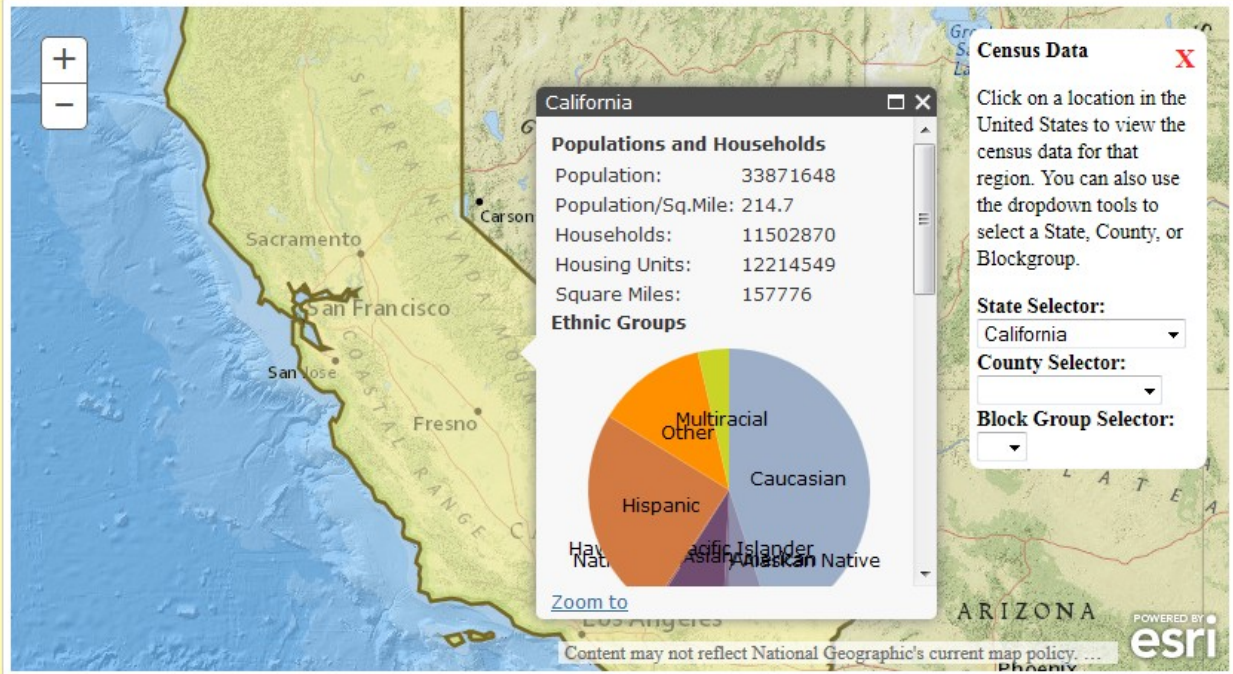 +
−
SIERRA NEVADA
Carson
Sacramento
San Francisco
San Jose
COASTAL RANGE
Fresno
Los Angeles
California
Populations and Households
Population: 33871648
Population/Sq.Mile: 214.7
Households: 11502870
Housing Units: 12214549
Square Miles: 157776
Ethnic Groups
Multiracial
Other
Caucasian
Hispanic
Pacific Islander
Asian
Alaskan Native
Zoom to
Census Data
X
Click on a location in the
United States to view the
census data for that
region. You can also use
the dropdown tools to
select a State, County, or
Blockgroup.
State Selector:
California
County Selector:
Block Group Selector:
ARIZONA
Phoenix
POWERED BY
esri
Content may not reflect National Geographic's current map policy. ...